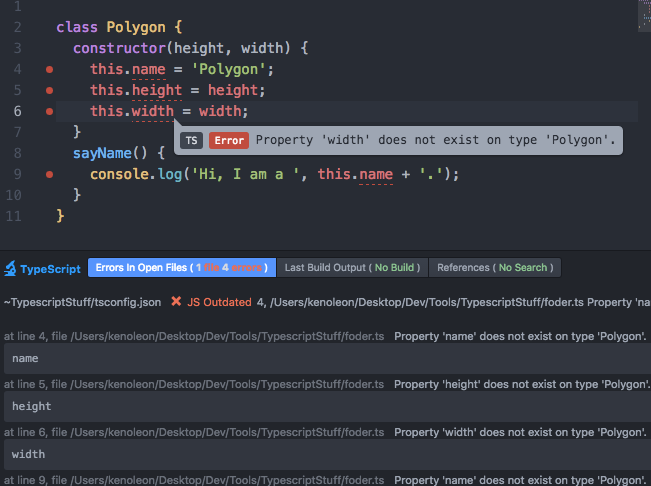 1
2 class Polygon {
3 constructor(height, width) {
4 this.name = 'Polygon';
5 this.height = height;
6 this.width = width;
7 }
TS Error Property 'width' does not exist on type 'Polygon'.
8 sayName() {
9 console.log('Hi, I am a ', this.name + '.');
10 }
11 }
TypeScript Errors In Open Files ( 1 file 4 errors ) Last Build Output ( No Build ) References ( No Search )
~TypescriptStuff/tsconfig.json ✕ JS Outdated 4, /Users/kenoleon/Desktop/Dev/Tools/TypescriptStuff/foder.ts Property 'na
at line 4, file /Users/kenoleon/Desktop/Dev/Tools/TypescriptStuff/foder.ts Property 'name' does not exist on type 'Polygon'.
name
at line 5, file /Users/kenoleon/Desktop/Dev/Tools/TypescriptStuff/foder.ts Property 'height' does not exist on type 'Polygon'.
height
at line 6, file /Users/kenoleon/Desktop/Dev/Tools/TypescriptStuff/foder.ts Property 'width' does not exist on type 'Polygon'.
width
at line 9, file /Users/kenoleon/Desktop/Dev/Tools/TypescriptStuff/foder.ts Property 'name' does not exist on type 'Polygon'.